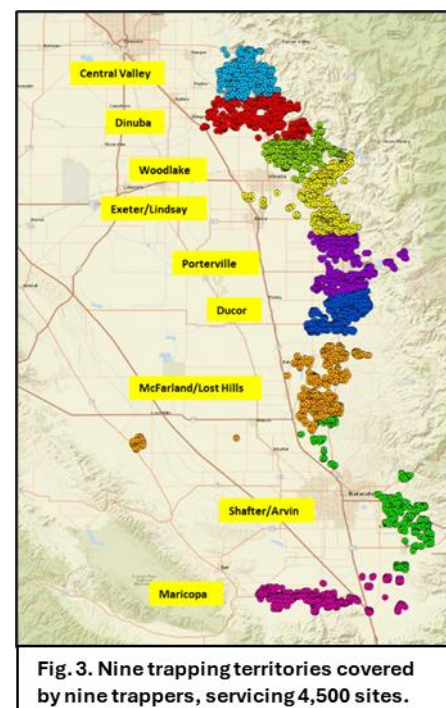 Central Valley
Dinuba
Woodlake
Exeter/Lindsay
Porterville
Ducor
McFarland/Lost Hills
Shafter/Arvin
Maricopa
Fig. 3. Nine trapping territories covered
by nine trappers, servicing 4,500 sites.